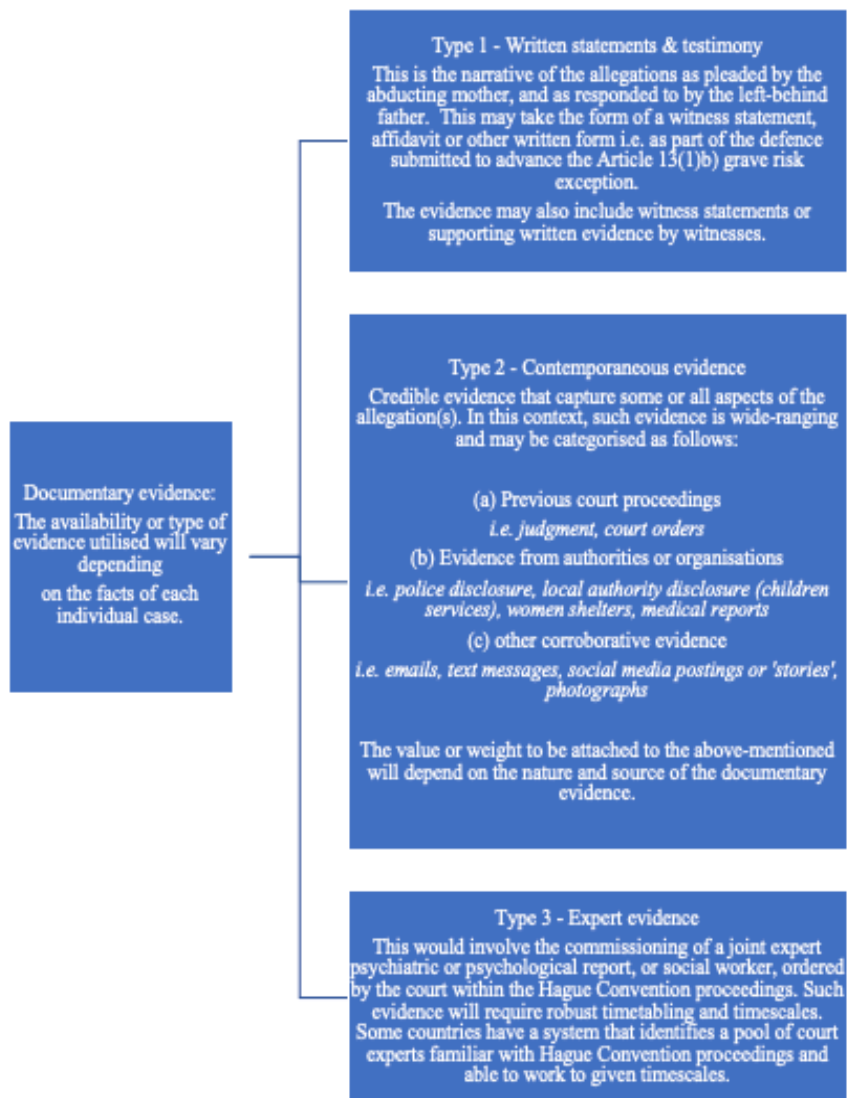 Documentary evidence:
The availability or type of
evidence utilised will vary
depending
on the facts of each
individual case.
Type 1 - Written statements & testimony
This is the narrative of the allegations as pleaded by the
abducting mother, and as responded to by the left-behind
father. This may take the form of a witness statement,
affidavit or other written form i.e. as part of the defence
submitted to advance the Article 13(1)b) grave risk
exception.
The evidence may also include witness statements or
supporting written evidence by witnesses.
Type 2 - Contemporaneous evidence
Credible evidence that capture some or all aspects of the
allegation(s). In this context, such evidence is wide-ranging
and may be categorised as follows:
(a) Previous court proceedings
i.e. judgment, court orders
(b) Evidence from authorities or organisations
i.e. police disclosure, local authority disclosure (children
services), women shelters, medical reports
(c) other corroborative evidence
i.e. emails, text messages, social media postings or 'stories',
photographs
The value or weight to be attached to the above-mentioned
will depend on the nature and source of the documentary
evidence.
Type 3 - Expert evidence
This would involve the commissioning of a joint expert
psychiatric or psychological report, or social worker, ordered
by the court within the Hague Convention proceedings. Such
evidence will require robust timetabling and timescales.
Some countries have a system that identifies a pool of court
experts familiar with Hague Convention proceedings and
able to work to given timescales.